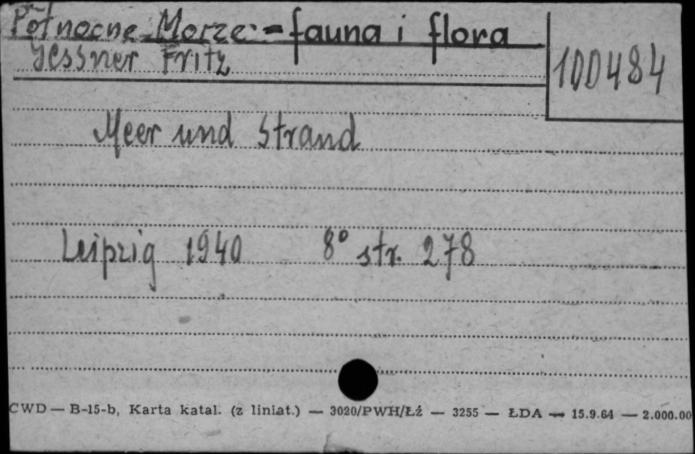 Północne Morze - fauna i flora
Gessner Fritz
100484
Meer und Strand
Leipzig 1940 8° str. 278
CWD — B-15-b, Karta katal. (z liniat.) — 3020/PWH/Łź — 3255 — ŁDA — 15.9.64 — 2.000.00